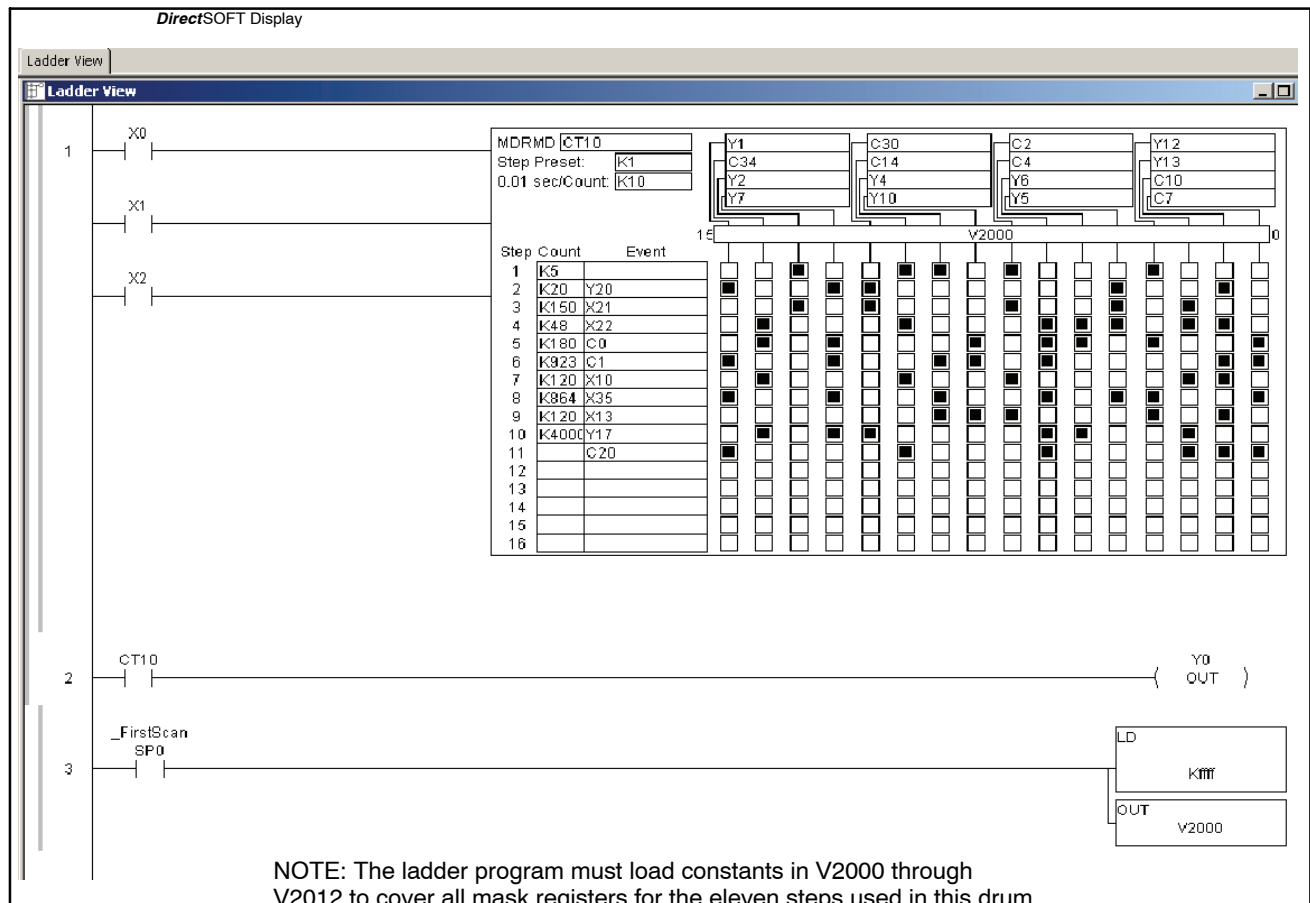 DirectSOFT Display
Ladder View
Ladder View
1
X0
X1
X2
MDRMD CT10
Step Preset: K1
0.01 sec/Count: K10
Y1 C30 C2 Y12
C34 C14 C4 Y13
Y2 Y4 Y6 C10
Y7 Y10 Y5 C7
15 V2000 0
Step Count Event
1 K5
2 K20 Y20
3 K150 X21
4 K48 X22
5 K180 C0
6 K923 C1
7 K120 X10
8 K864 X35
9 K120 X13
10 K4000 Y17
11 C20
12
13
14
15
16
2
CT10
Y0
OUT
3
_FirstScan
SP0
LD
Kffff
OUT
V2000
NOTE: The ladder program must load constants in V2000 through
V2012 to cover all mask registers for the eleven steps used in this drum